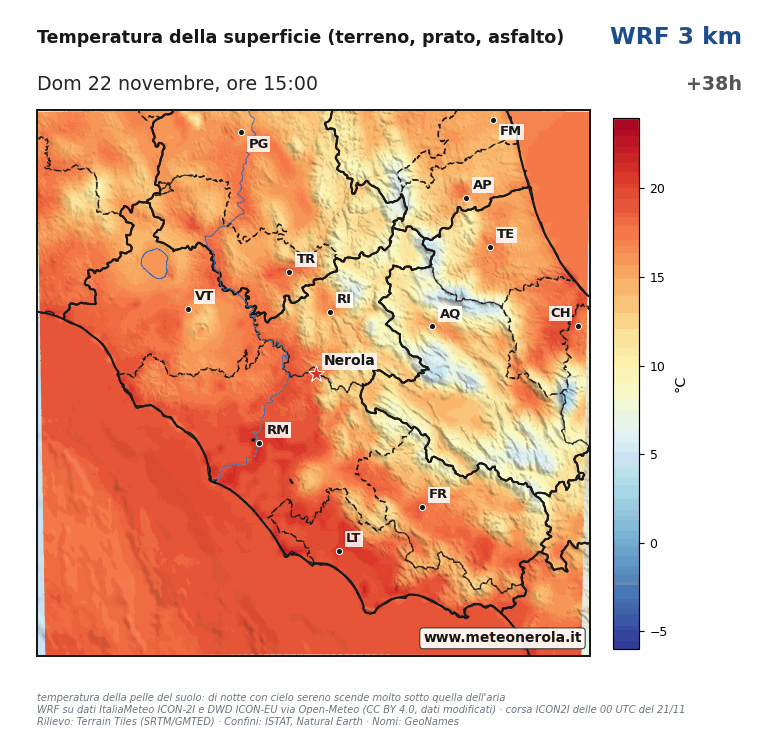 Temperatura della superficie (terreno, prato, asfalto)
WRF 3 km
Dom 22 novembre, ore 15:00
+38h
FM
PG
AP
TE
TR
VT
RI
AQ
CH
Nerola
RM
FR
LT
www.meteonerola.it
20
15
10
5
0
−5
°C
temperatura della pelle del suolo: di notte con cielo sereno scende molto sotto quella dell'aria
WRF su dati ItaliaMeteo ICON-2I e DWD ICON-EU via Open-Meteo (CC BY 4.0, dati modificati) · corsa ICON2I delle 00 UTC del 21/11
Rilievo: Terrain Tiles (SRTM/GMTED) · Confini: ISTAT, Natural Earth · Nomi: GeoNames